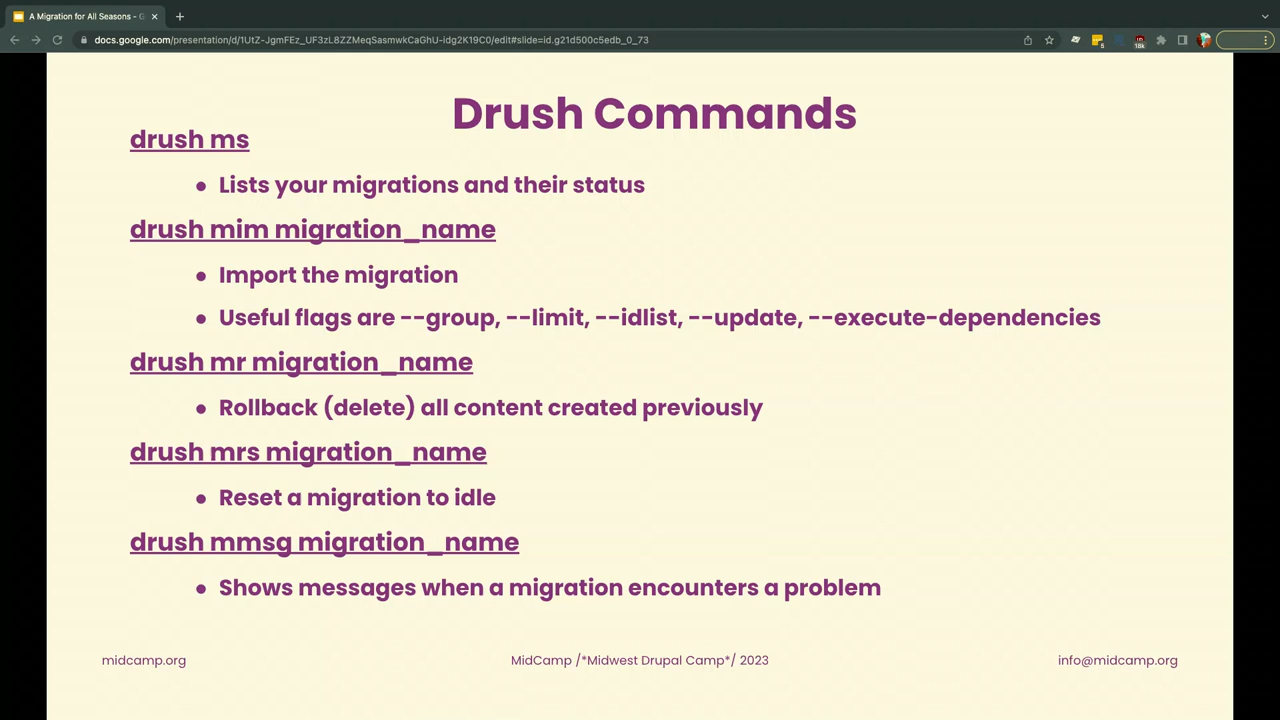 A Migration for All Seasons - G
docs.google.com/presentation/d/1UtZ-JgmFEz_UF3zL8ZZMeqSasmwkCaGhU-idg2K19C0/edit#slide=id.g21d500c5edb_0_73
Drush Commands
drush ms
● Lists your migrations and their status
drush mim migration_name
● Import the migration
● Useful flags are --group, --limit, --idlist, --update, --execute-dependencies
drush mr migration_name
● Rollback (delete) all content created previously
drush mrs migration_name
● Reset a migration to idle
drush mmsg migration_name
● Shows messages when a migration encounters a problem
midcamp.org
MidCamp /*Midwest Drupal Camp*/ 2023
info@midcamp.org